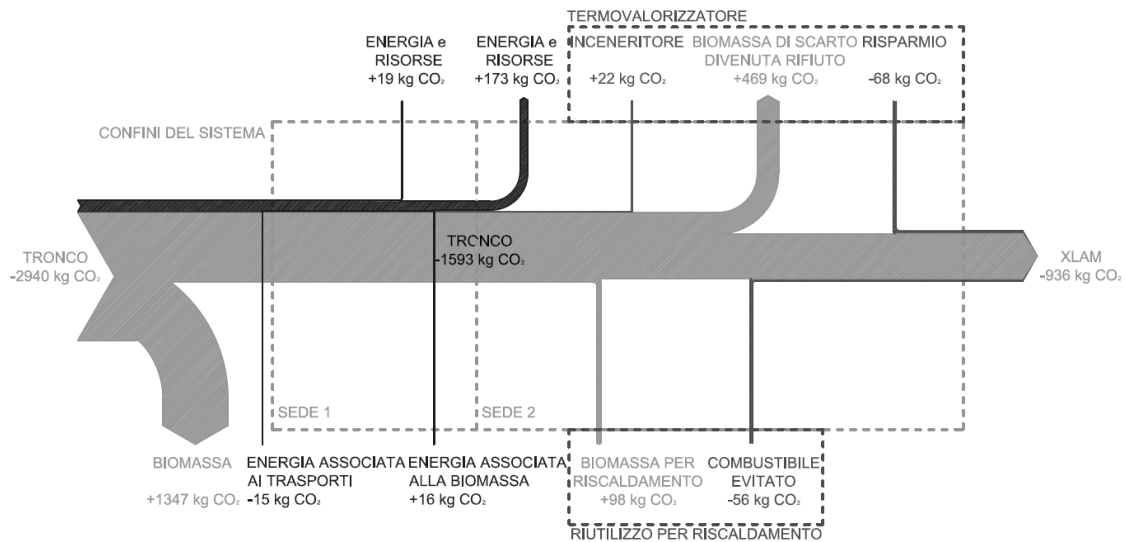 TERMOVALORIZZATORE
ENERGIA e
RISORSE
+19 kg CO₂
ENERGIA e
RISORSE
+173 kg CO₂
INCENERITORE
+22 kg CO₂
BIOMASSA DI SCARTO
DIVENUTA RIFIUTO
+469 kg CO₂
RISPARMIO
-68 kg CO₂
CONFINI DEL SISTEMA
TRONCO
-2940 kg CO₂
TRONCO
-1593 kg CO₂
XLAM
-936 kg CO₂
SEDE 1
SEDE 2
BIOMASSA
+1347 kg CO₂
ENERGIA ASSOCIATA
AI TRASPORTI
-15 kg CO₂
ENERGIA ASSOCIATA
ALLA BIOMASSA
+16 kg CO₂
BIOMASSA PER
RISCALDAMENTO
+98 kg CO₂
COMBUSTIBILE
EVITATO
-56 kg CO₂
RIUTILIZZO PER RISCALDAMENTO